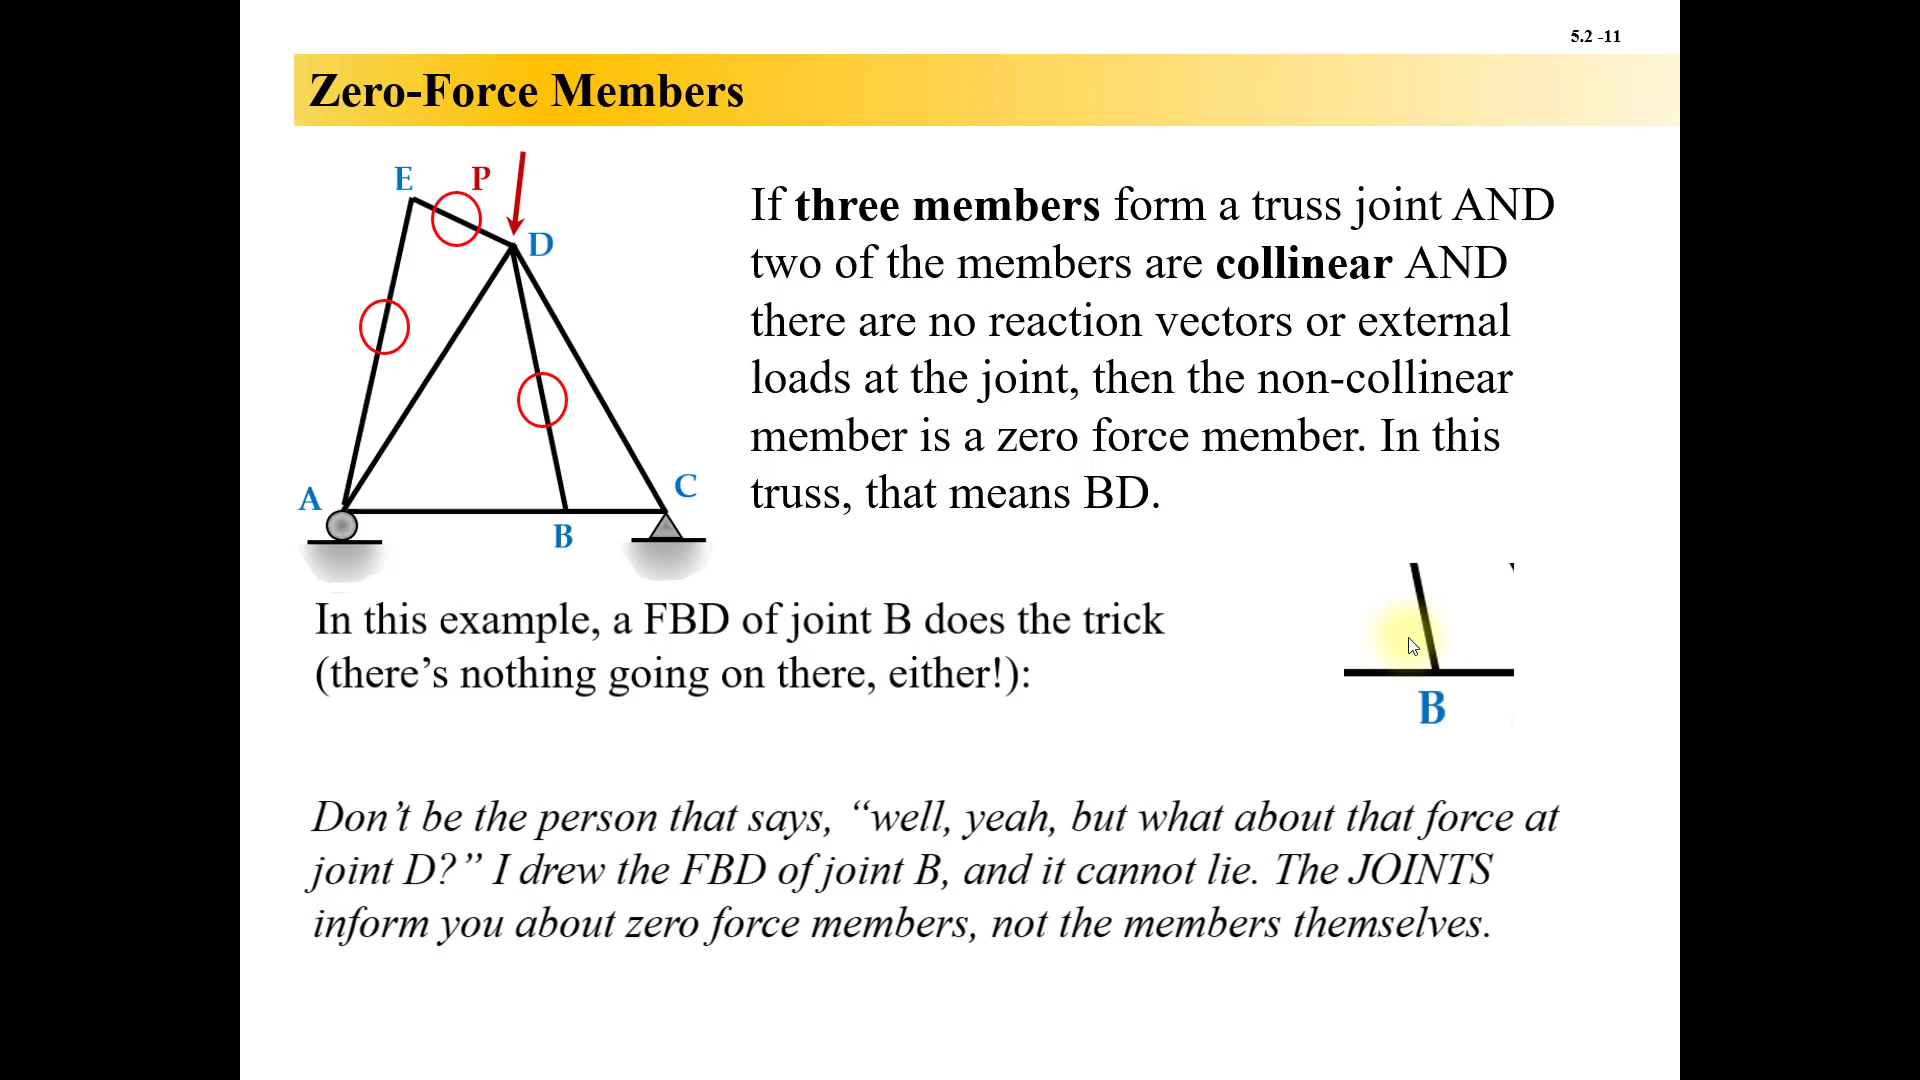 5.2 -11
Zero-Force Members
E
P
D
A
C
B
If three members form a truss joint AND
two of the members are collinear AND
there are no reaction vectors or external
loads at the joint, then the non-collinear
member is a zero force member. In this
truss, that means BD.
In this example, a FBD of joint B does the trick
(there’s nothing going on there, either!):
B
Don’t be the person that says, “well, yeah, but what about that force at
joint D?” I drew the FBD of joint B, and it cannot lie. The JOINTS
inform you about zero force members, not the members themselves.